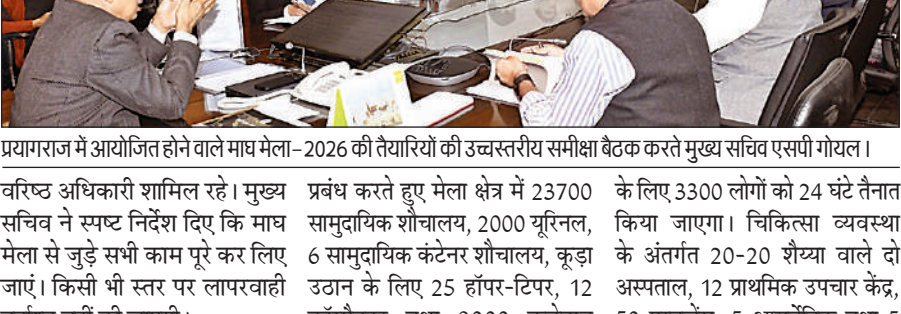 प्रयागराज में आयोजित होने वाले माघ मेला-2026 की तैयारियों की उच्चस्तरीय समीक्षा बैठक करते मुख्य सचिव एसपी गोयल।
वरिष्ठ अधिकारी शामिल रहे। मुख्य
सचिव ने स्पष्ट निर्देश दिए कि माघ
मेला से जुड़े सभी काम पूरे कर लिए
जाएं। किसी भी स्तर पर लापरवाही
प्रबंध करते हुए मेला क्षेत्र में 23700
सामुदायिक शौचालय, 2000 यूरिनल,
6 सामुदायिक कंटेनर शौचालय, कूड़ा
उठान के लिए 25 हॉपर-टिपर, 12
के लिए 3300 लोगों को 24 घंटे तैनात
किया जाएगा। चिकित्सा व्यवस्था
के अंतर्गत 20-20 शैय्या वाले दो
अस्पताल, 12 प्राथमिक उपचार केंद्र,